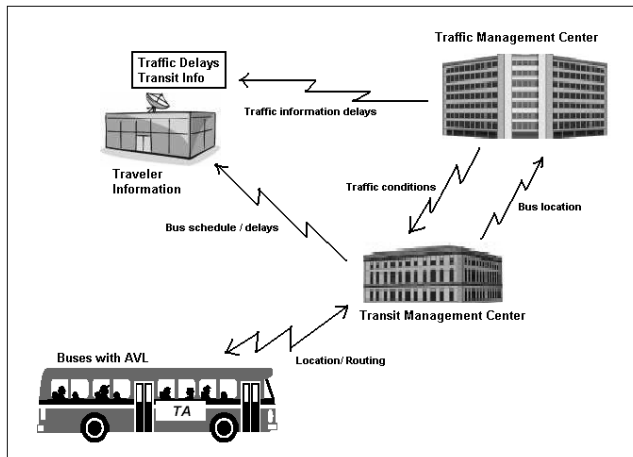 Traffic Management Center
Traffic Delays
Transit Info
Traffic information delays
Traveler
Information
Traffic conditions
Bus location
Bus schedule / delays
Transit Management Center
Location/ Routing
Buses with AVL
TA